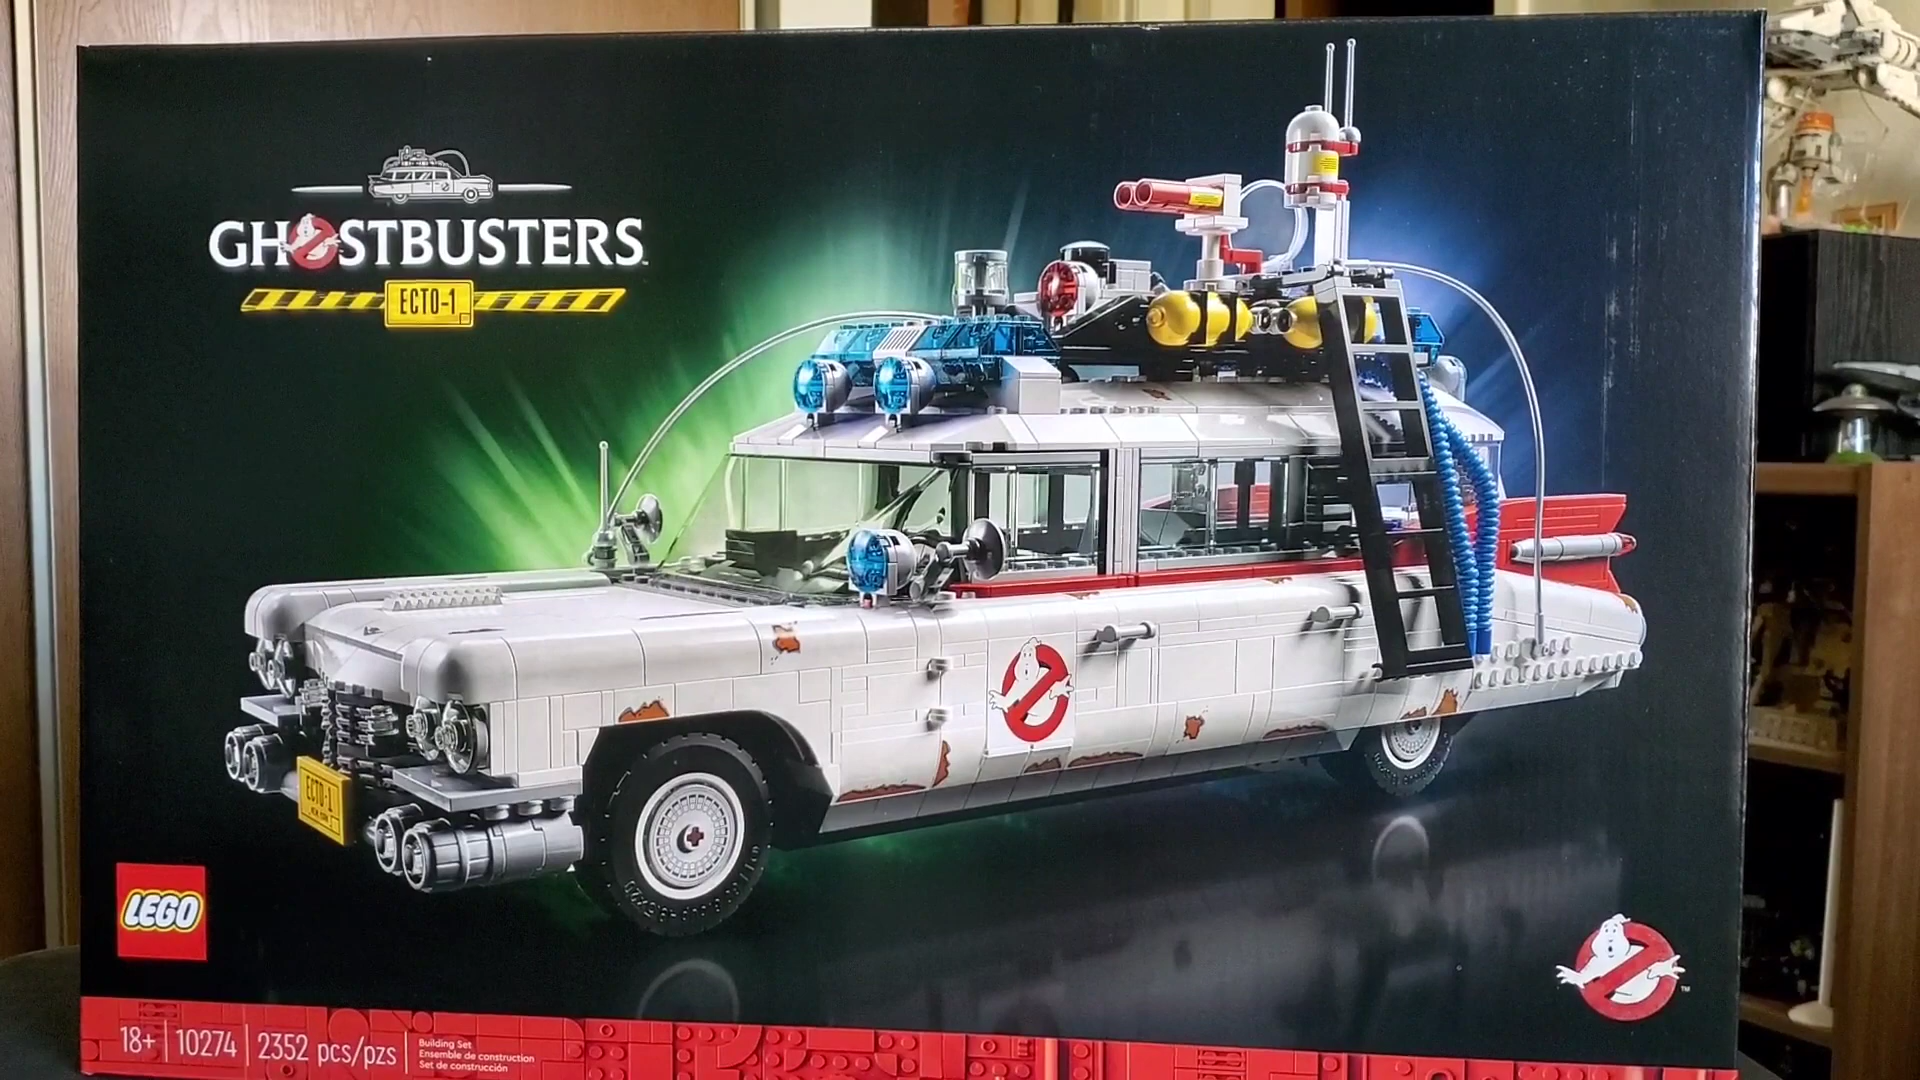 GHOSTBUSTERS
ECTO-1
ECTO-1
LEGO
TM
18+ | 10274 | 2352 pcs/pzs
Building Set
Ensemble de construction
Set de construcción